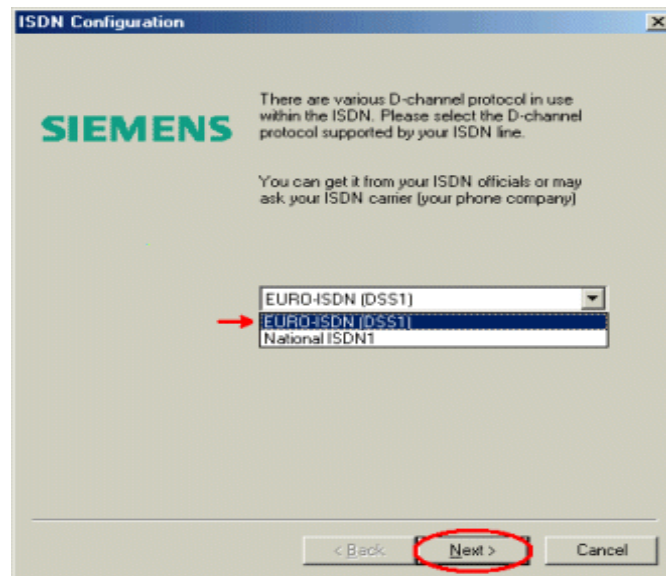 ISDN Configuration
There are various D-channel protocol in use
within the ISDN. Please select the D-channel
protocol supported by your ISDN line.
SIEMENS
You can get it from your ISDN officials or may
ask your ISDN carrier (your phone company)
EURO-ISDN (DSS1)
EURO-ISDN (DSS1)
National ISDN1
< Back
Next >
Cancel